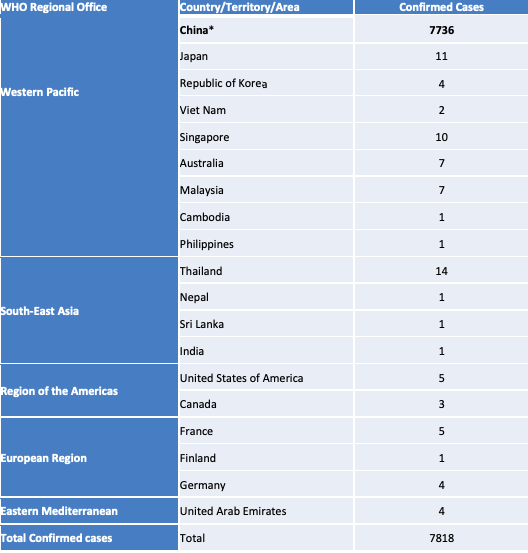 WHO Regional Office Country/Territory/Area Confirmed Cases
China* 7736
Japan 11
Western Pacific Republic of Korea 4
Viet Nam 2
Singapore 10
Australia 7
Malaysia 7
Cambodia 1
Philippines 1
Thailand 14
Nepal 1
South-East Asia Sri Lanka 1
India 1
United States of America 5
Region of the Americas
Canada 3
France 5
European Region Finland 1
Germany 4
Eastern Mediterranean United Arab Emirates 4
Total Confirmed cases Total 7818